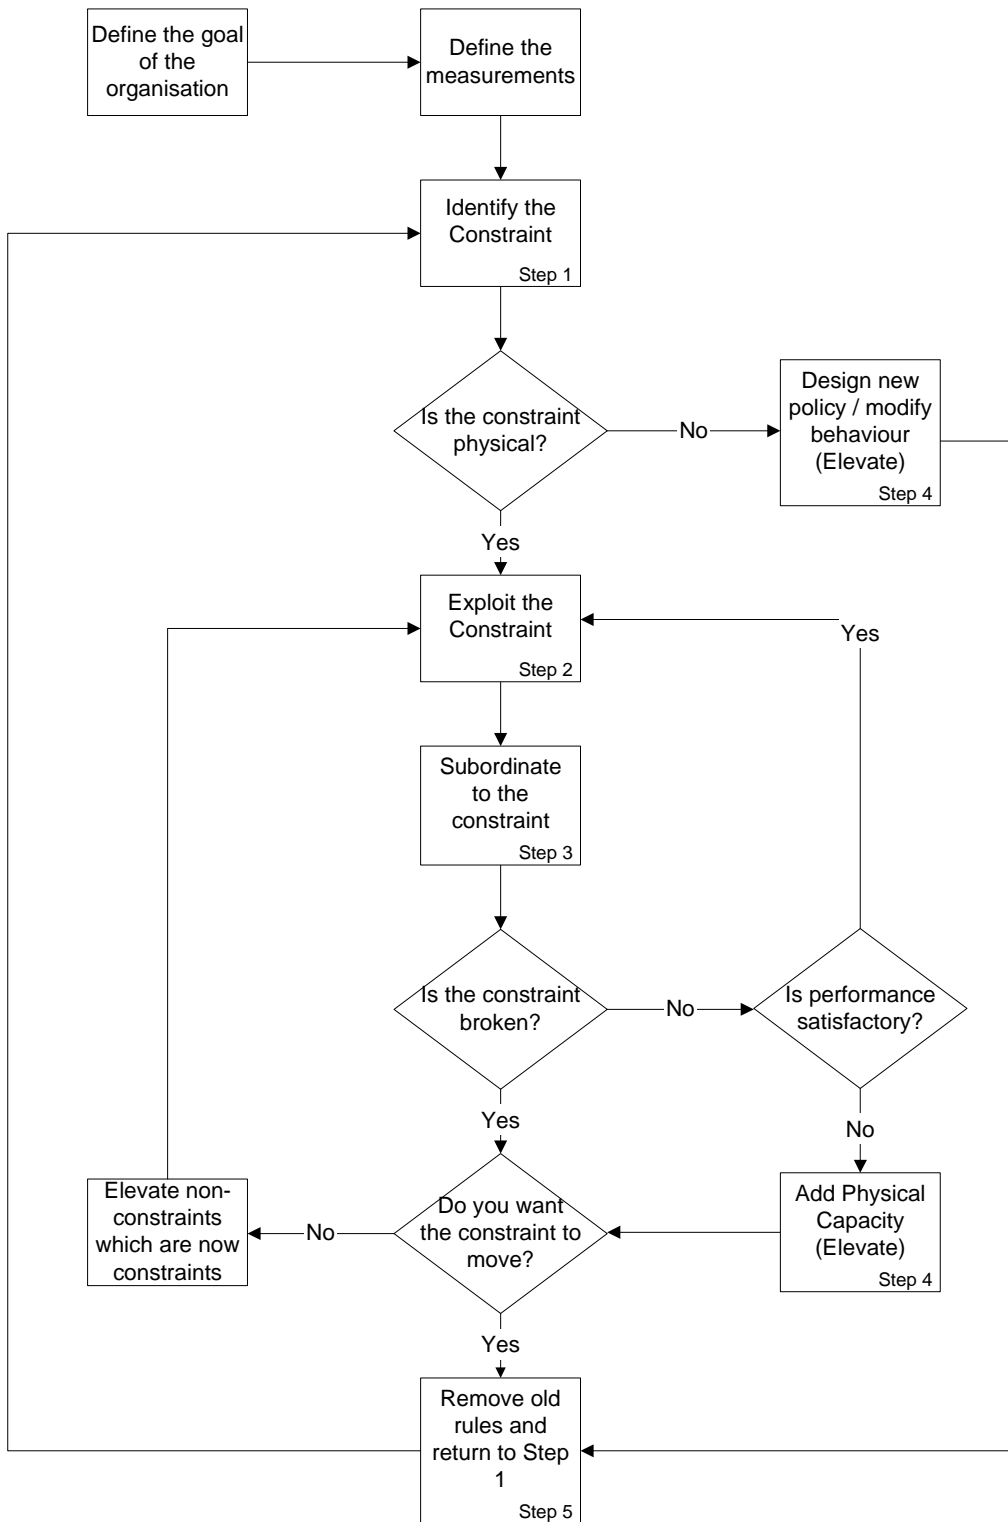 Define the goal
of the
organisation
Define the
measurements
Identify the
Constraint
Step 1
Is the constraint
physical?
No
Design new
policy / modify
behaviour
(Elevate)
Step 4
Yes
Exploit the
Constraint
Step 2
Yes
Subordinate
to the
constraint
Step 3
Is the constraint
broken?
No
Is performance
satisfactory?
Yes
No
Elevate non-
constraints
which are now
constraints
No
Do you want
the constraint to
move?
Add Physical
Capacity
(Elevate)
Step 4
Yes
Remove old
rules and
return to Step
1
Step 5